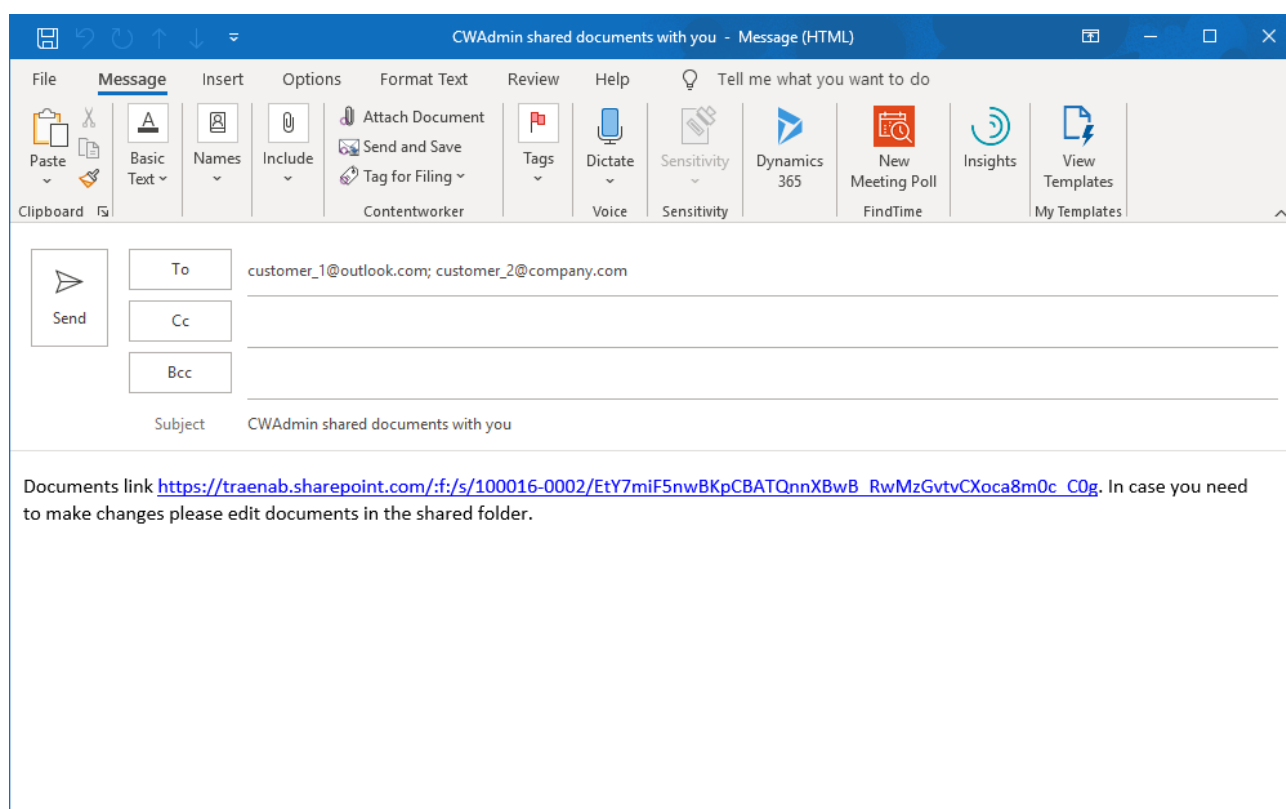 CWAdmin shared documents with you - Message (HTML)
File Message Insert Options Format Text Review Help Tell me what you want to do
Paste
Basic Text
Names
Include
Attach Document
Send and Save
Tag for Filing
Tags
Dictate
Sensitivity
Dynamics 365
New Meeting Poll
Insights
View Templates
Clipboard Contentworker Voice Sensitivity FindTime My Templates
Send
To customer_1@outlook.com; customer_2@company.com
Cc
Bcc
Subject CWAdmin shared documents with you
Documents link https://traenab.sharepoint.com/:f:/s/100016-0002/EtY7miF5nwBKpCBATQnnXBwB_RwMzGvtvCXoca8m0c_C0g. In case you need
to make changes please edit documents in the shared folder.